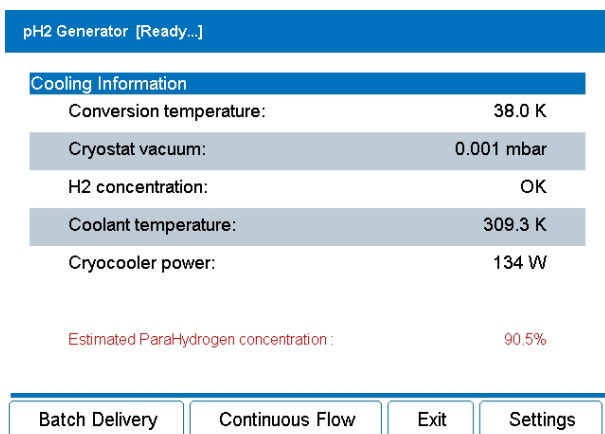 pH2 Generator [Ready...]
Cooling Information
Conversion temperature: 38.0 K
Cryostat vacuum: 0.001 mbar
H2 concentration: OK
Coolant temperature: 309.3 K
Cryocooler power: 134 W
Estimated ParaHydrogen concentration : 90.5%
Batch Delivery Continuous Flow Exit Settings